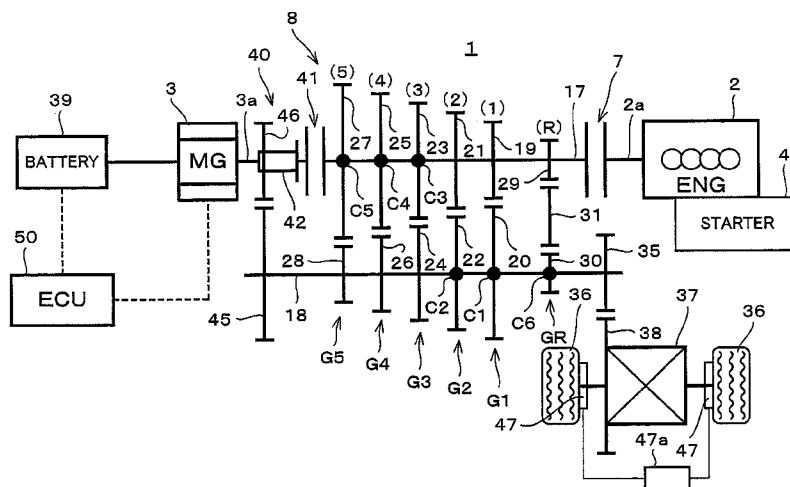 1
8
40
41
(5)
(4)
(3)
(2)
(1)
(R)
17
7
2a
2
4
39
3
3a
46
27
25
23
21
19
29
BATTERY
MG
ENG
STARTER
42
C5
C4
C3
31
50
ECU
28
26
24
22
20
30
35
18
C2
C1
C6
45
G5
G4
G3
G2
G1
GR
36
38
37
36
47
47
47a